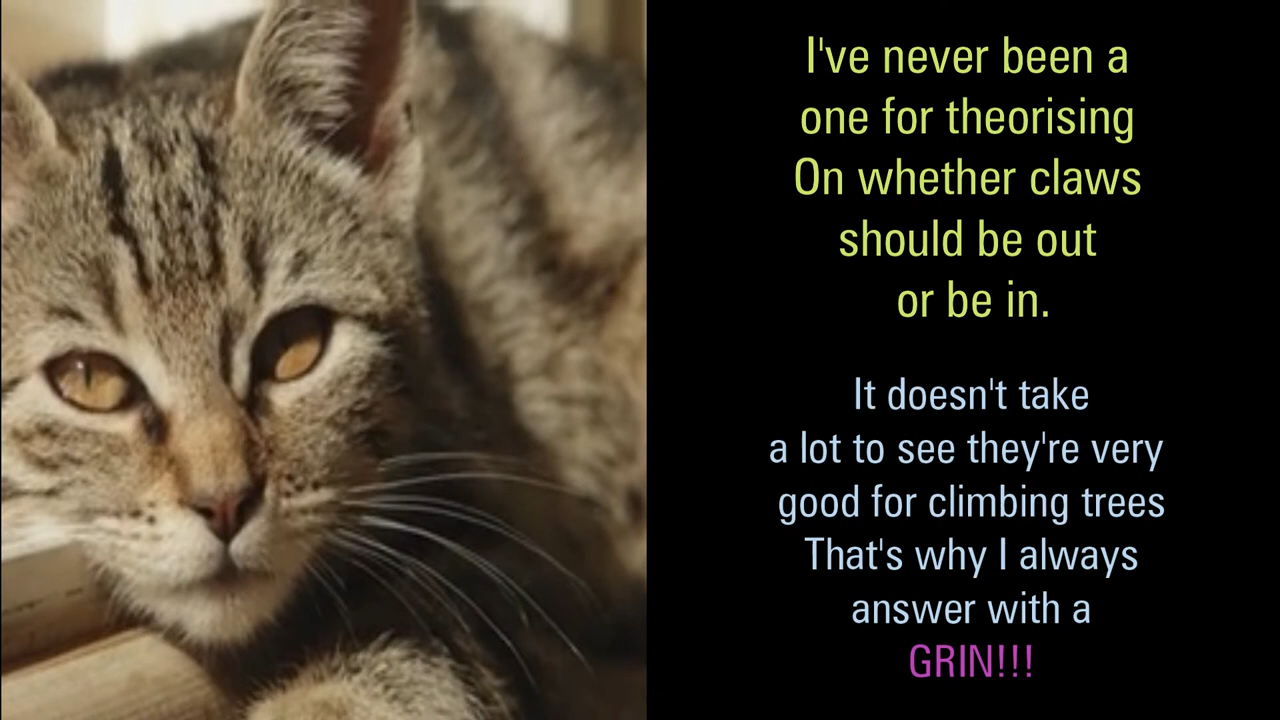 I've never been a
one for theorising
On whether claws
should be out
or be in.
It doesn't take
a lot to see they're very
good for climbing trees
That's why I always
answer with a
GRIN!!!